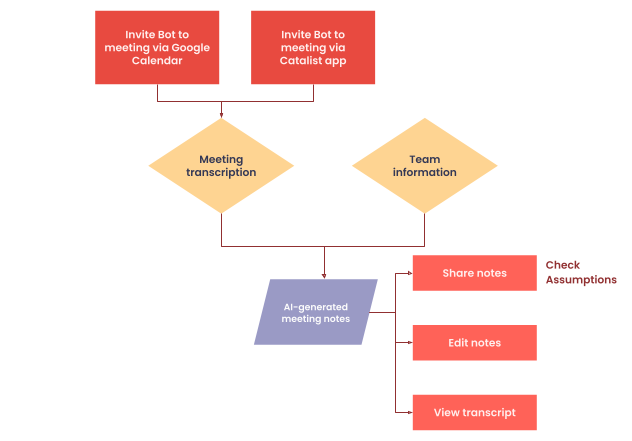 Invite Bot to
meeting via Google
Calendar
Invite Bot to
meeting via
Catalist app
Meeting
transcription
Team
information
AI-generated
meeting notes
Share notes
Check
Assumptions
Edit notes
View transcript